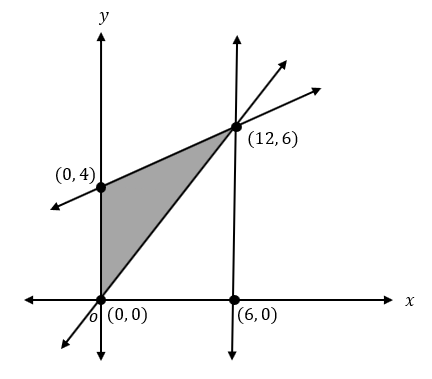 y
(0, 4)
(12, 6)
x
o (0, 0)
(6, 0)